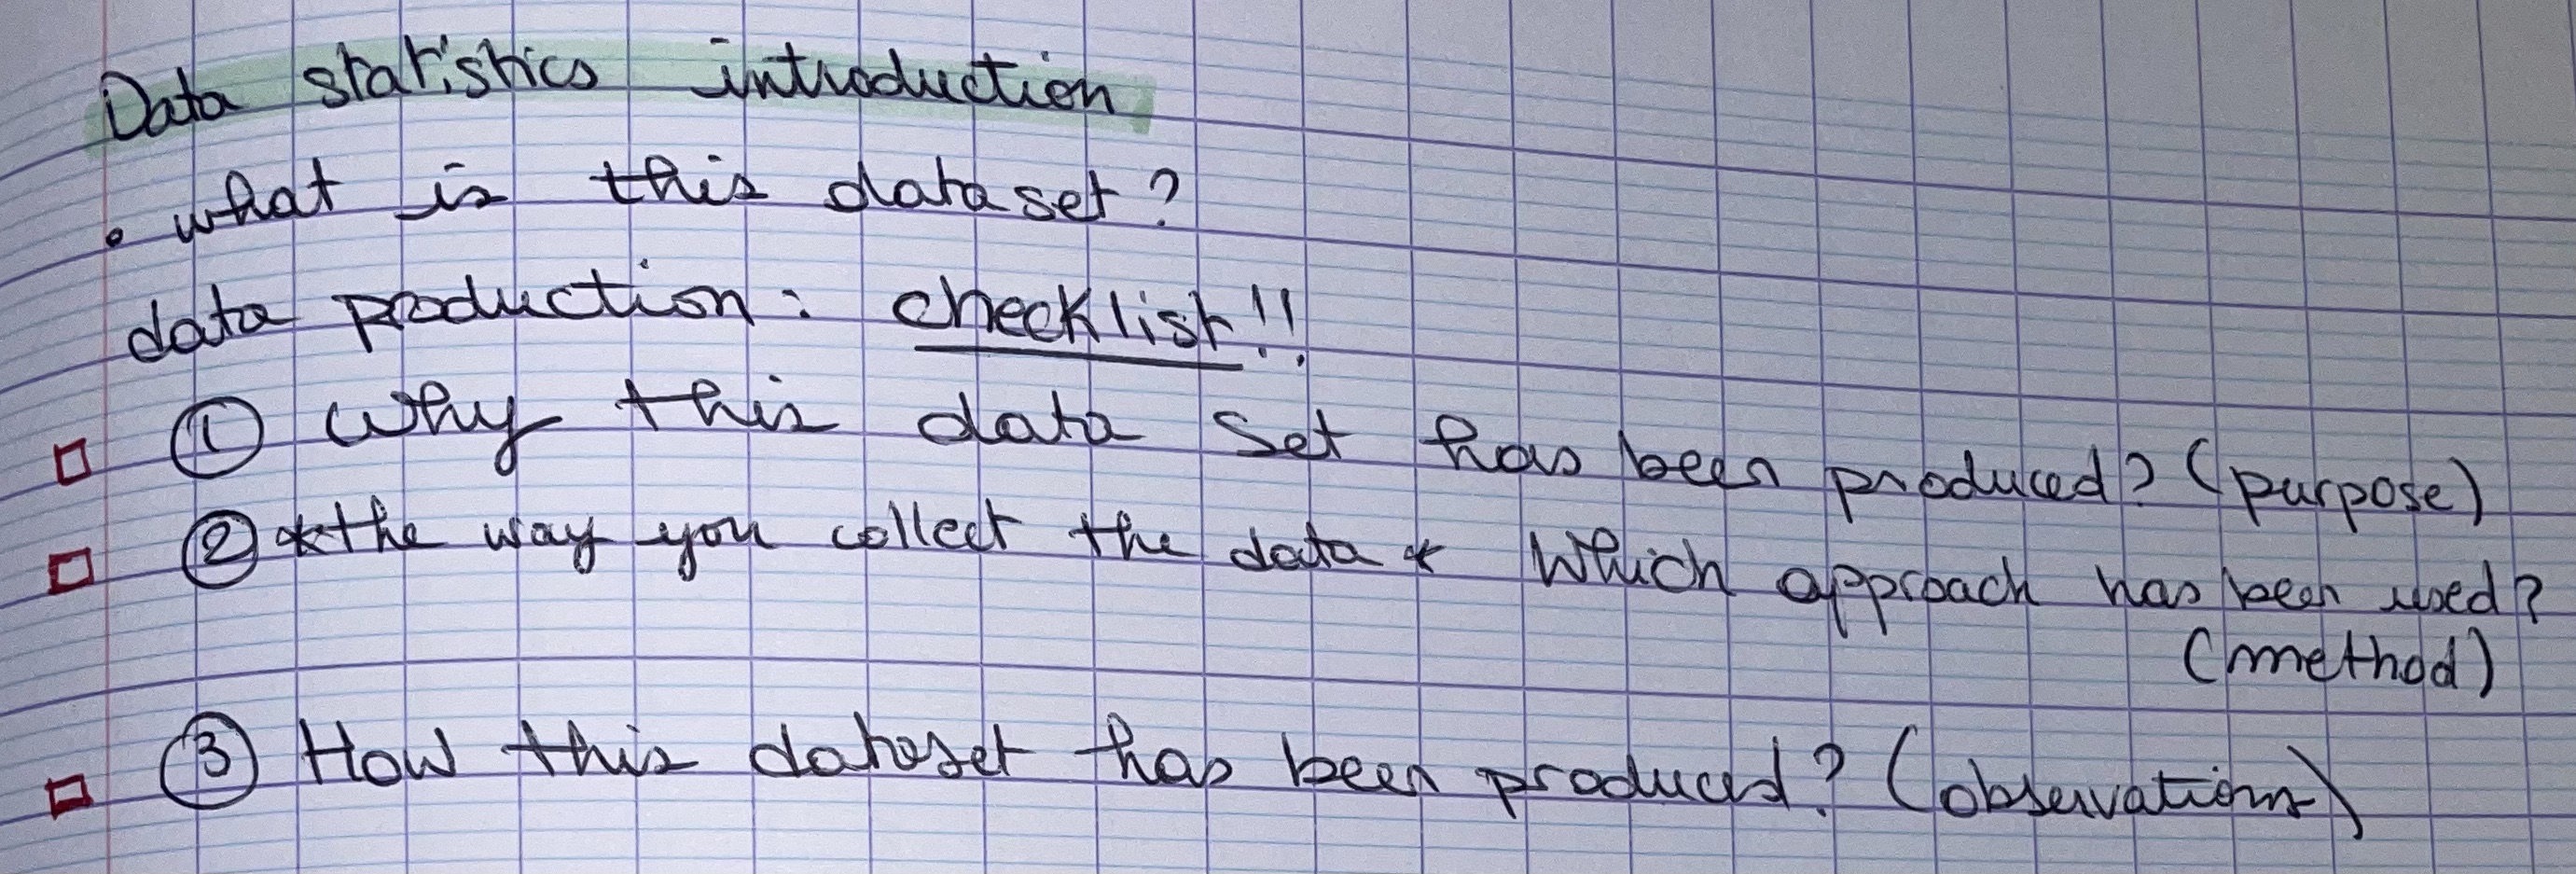 Data statistics introduction
. what is this dataset?
data production: checklist!!
① Why this data set has been produced? (purpose)
② *the way you collect the data * Which approach has been used?
(method)
③ How this dataset has been produced? (observations)